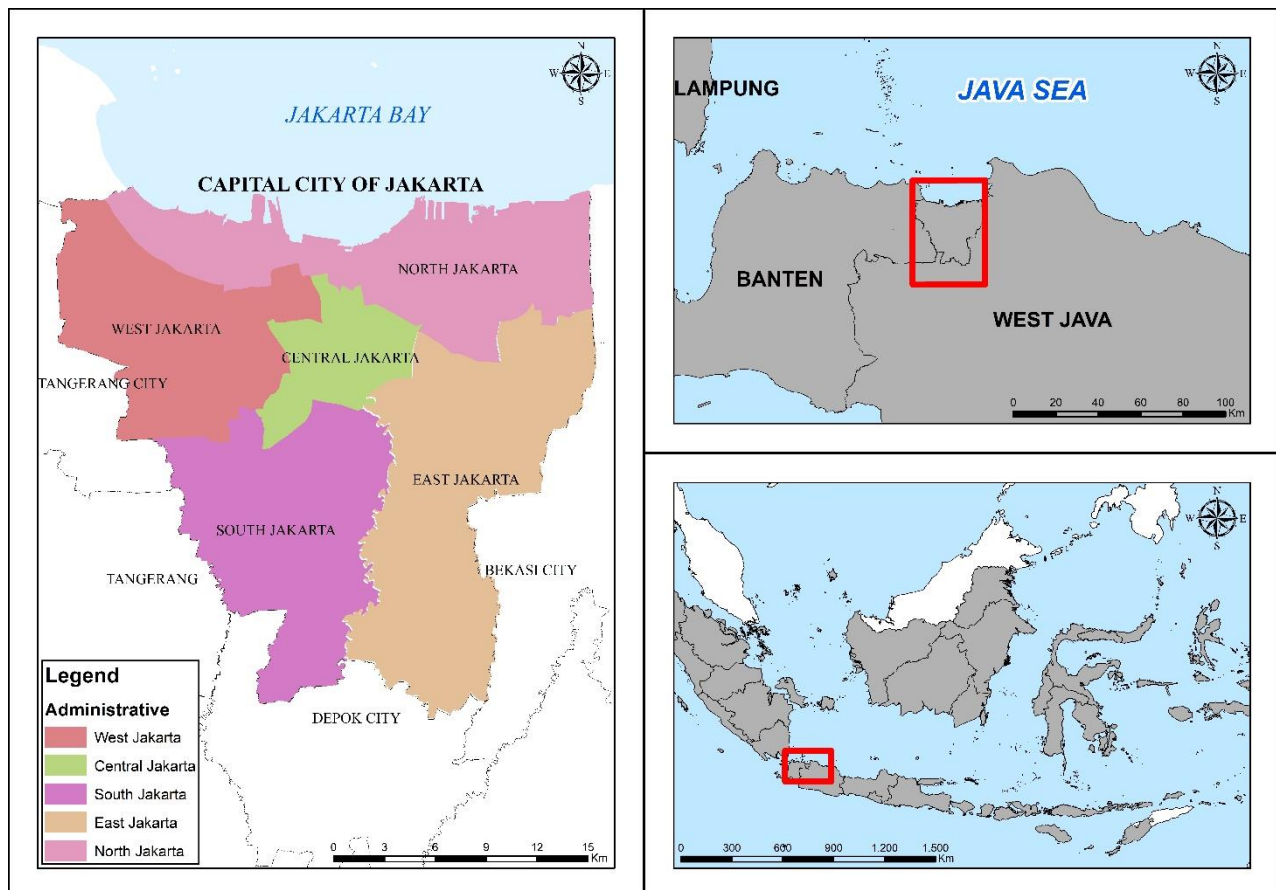 N
W E
S
JAKARTA BAY
CAPITAL CITY OF JAKARTA
NORTH JAKARTA
WEST JAKARTA
CENTRAL JAKARTA
TANGERANG CITY
EAST JAKARTA
SOUTH JAKARTA
TANGERANG
BEKASI CITY
DEPOK CITY
Legend
Administrative
West Jakarta
Central Jakarta
South Jakarta
East Jakarta
North Jakarta
0 3 6 9 12 15
Km
N
W E
S
LAMPUNG
JAVA SEA
BANTEN
WEST JAVA
0 20 40 60 80 100
Km
N
W E
S
0 300 600 900 1.200 1.500
Km